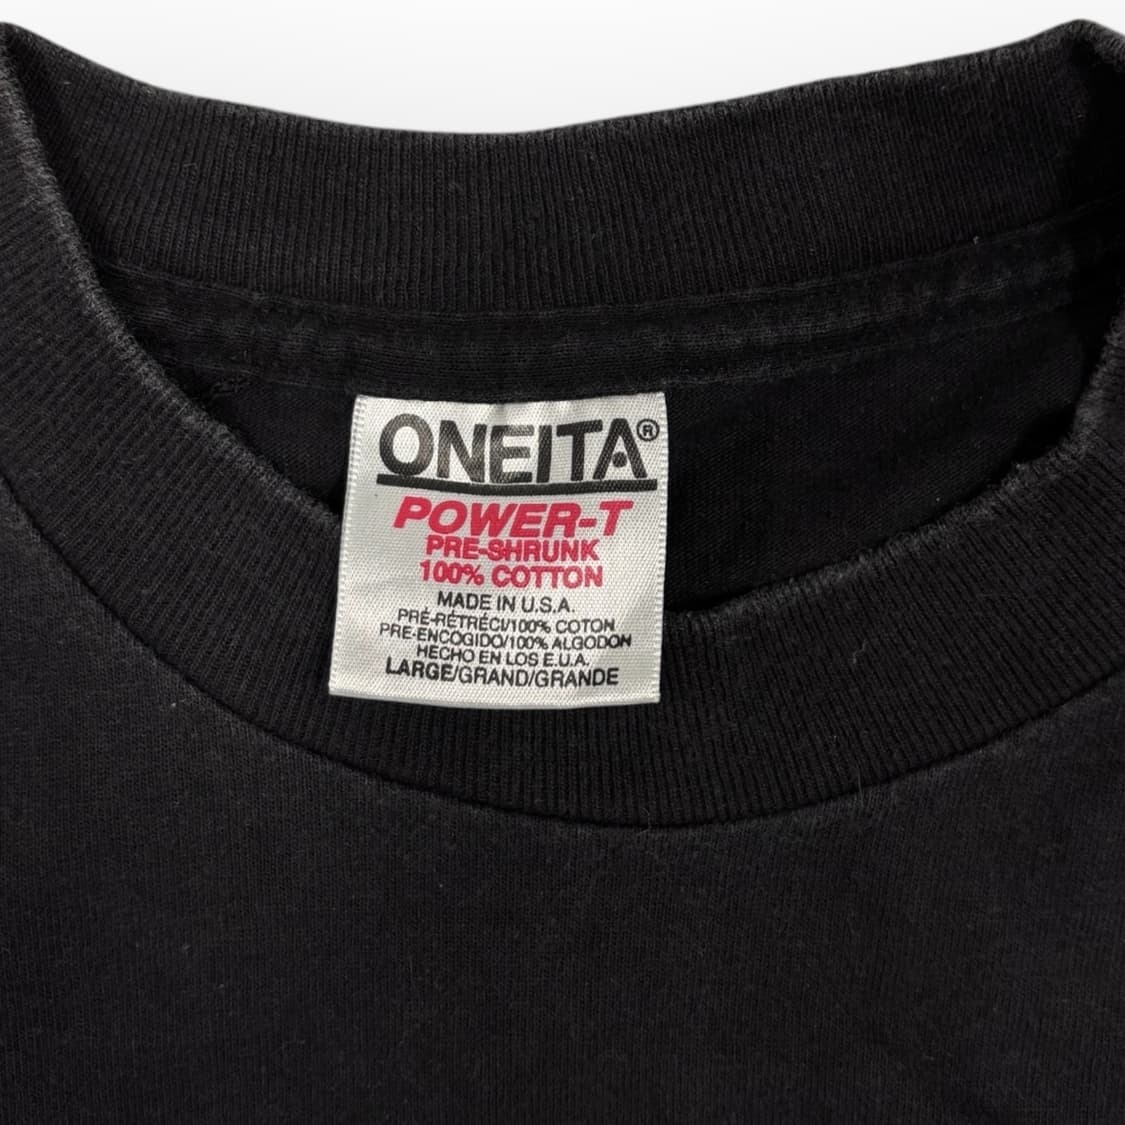 ONEITA®
POWER-T
PRE-SHRUNK
100% COTTON
MADE IN U.S.A.
PRÉ-RÉTRÉCI/100% COTON
PRE-ENCOGIDO/100% ALGODON
HECHO EN LOS E.U.A.
LARGE/GRAND/GRANDE